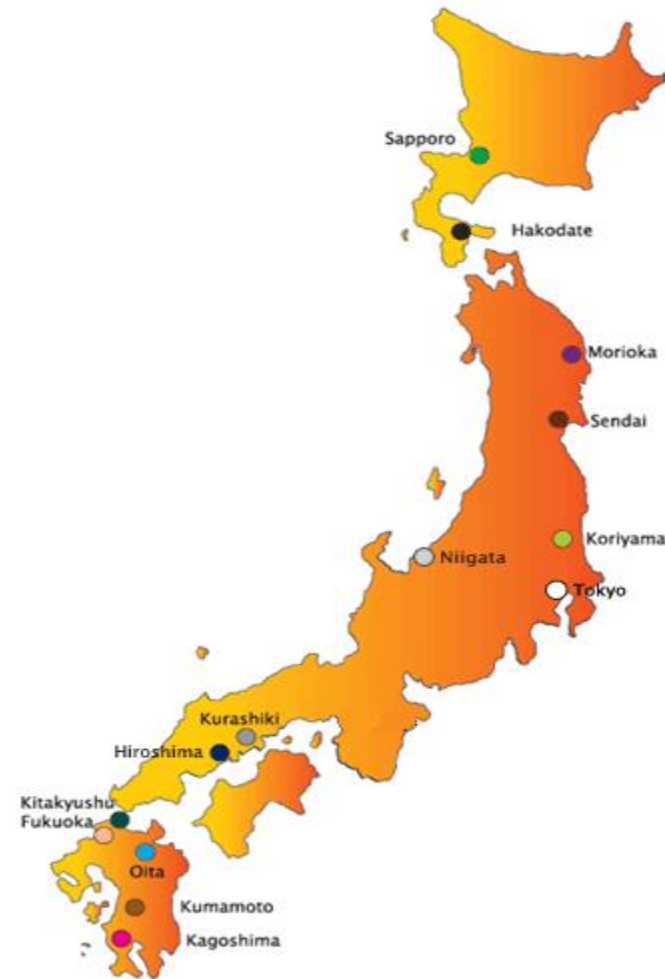 Sapporo
Hakodate
Morioka
Sendai
Koriyama
Niigata
Tokyo
Kurashiki
Hiroshima
Kitakyushu
Fukuoka
Oita
Kumamoto
Kagoshima